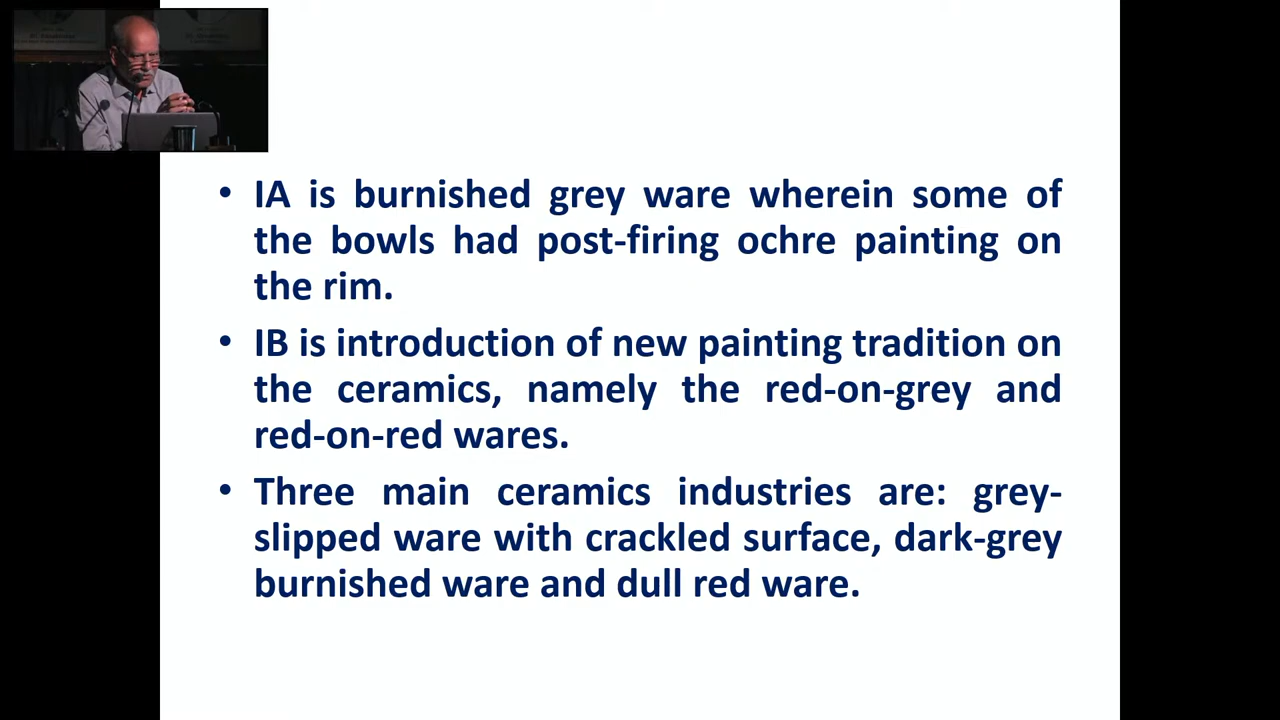 • IA is burnished grey ware wherein some of
the bowls had post-firing ochre painting on
the rim.
• IB is introduction of new painting tradition on
the ceramics, namely the red-on-grey and
red-on-red wares.
• Three main ceramics industries are: grey-
slipped ware with crackled surface, dark-grey
burnished ware and dull red ware.